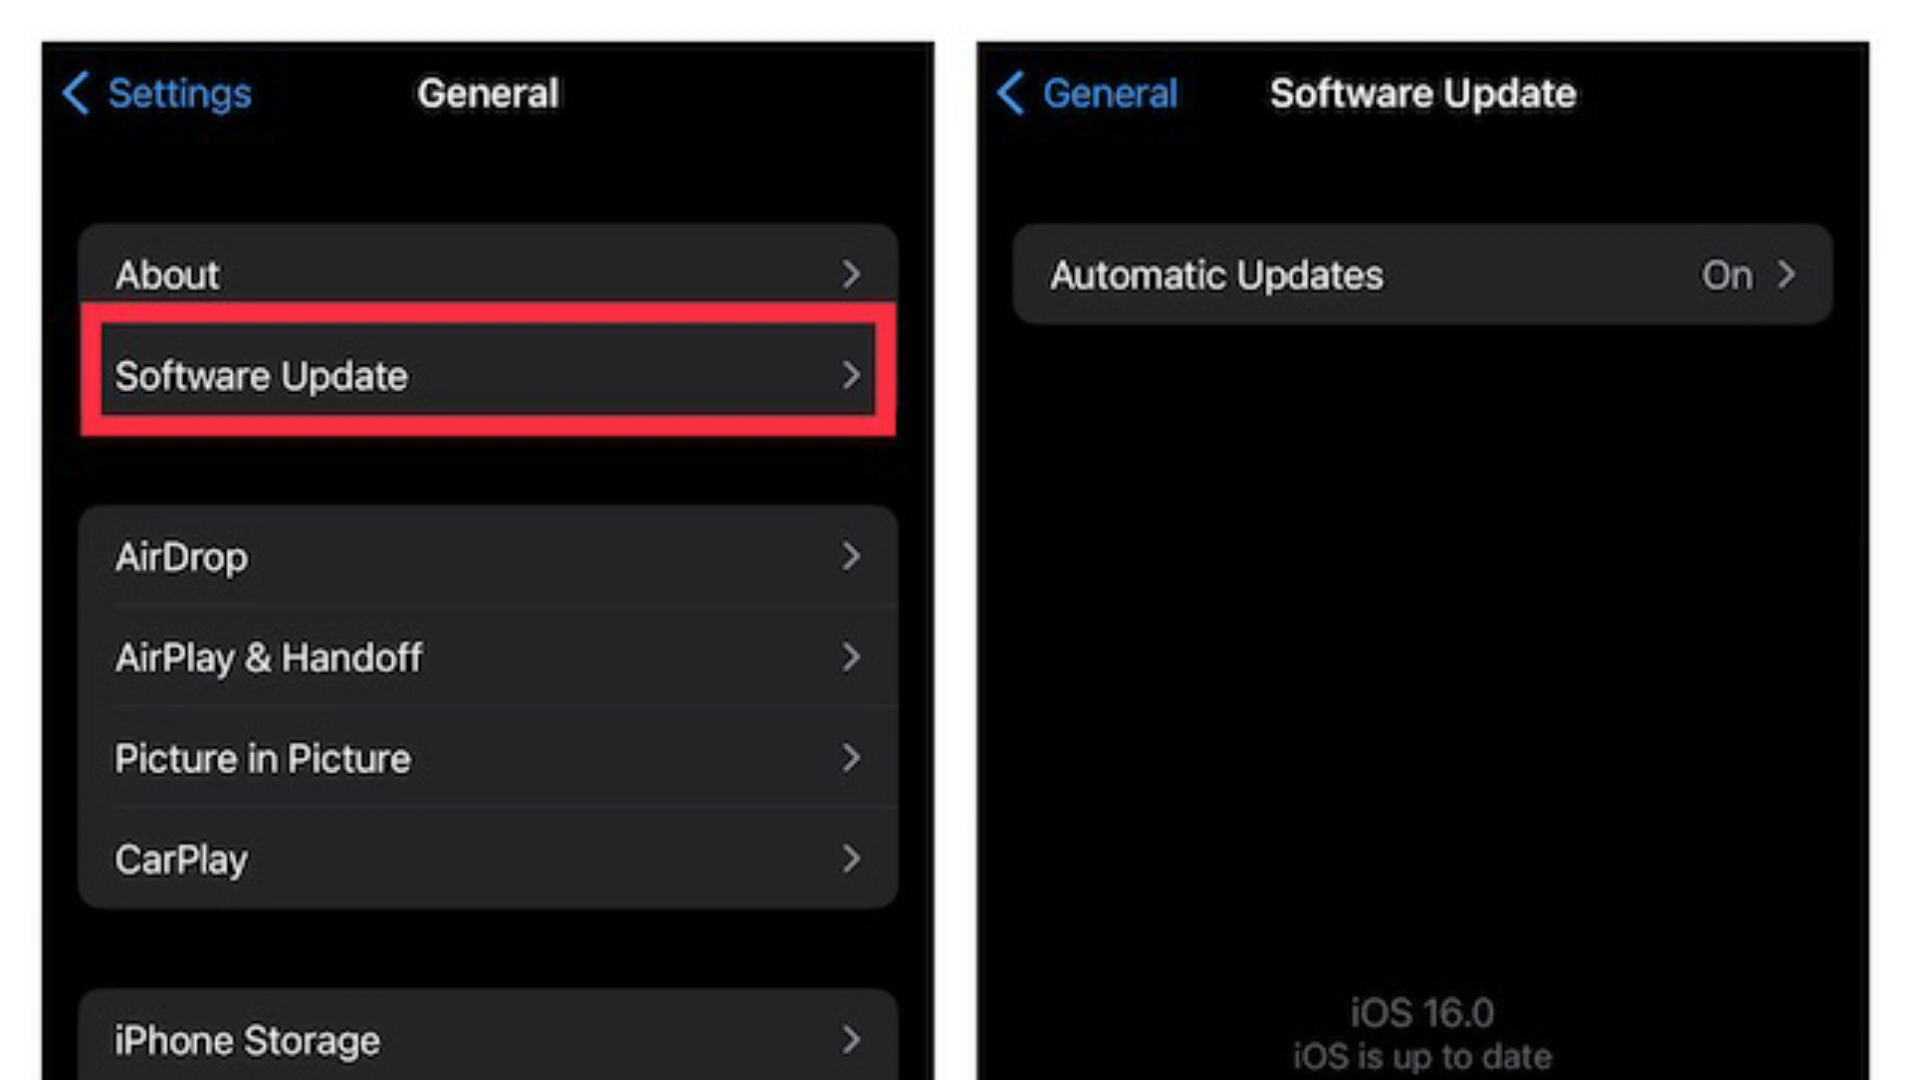 Settings
General
About
Software Update
AirDrop
AirPlay & Handoff
Picture in Picture
CarPlay
iPhone Storage
General
Software Update
Automatic Updates On
iOS 16.0
iOS is up to date